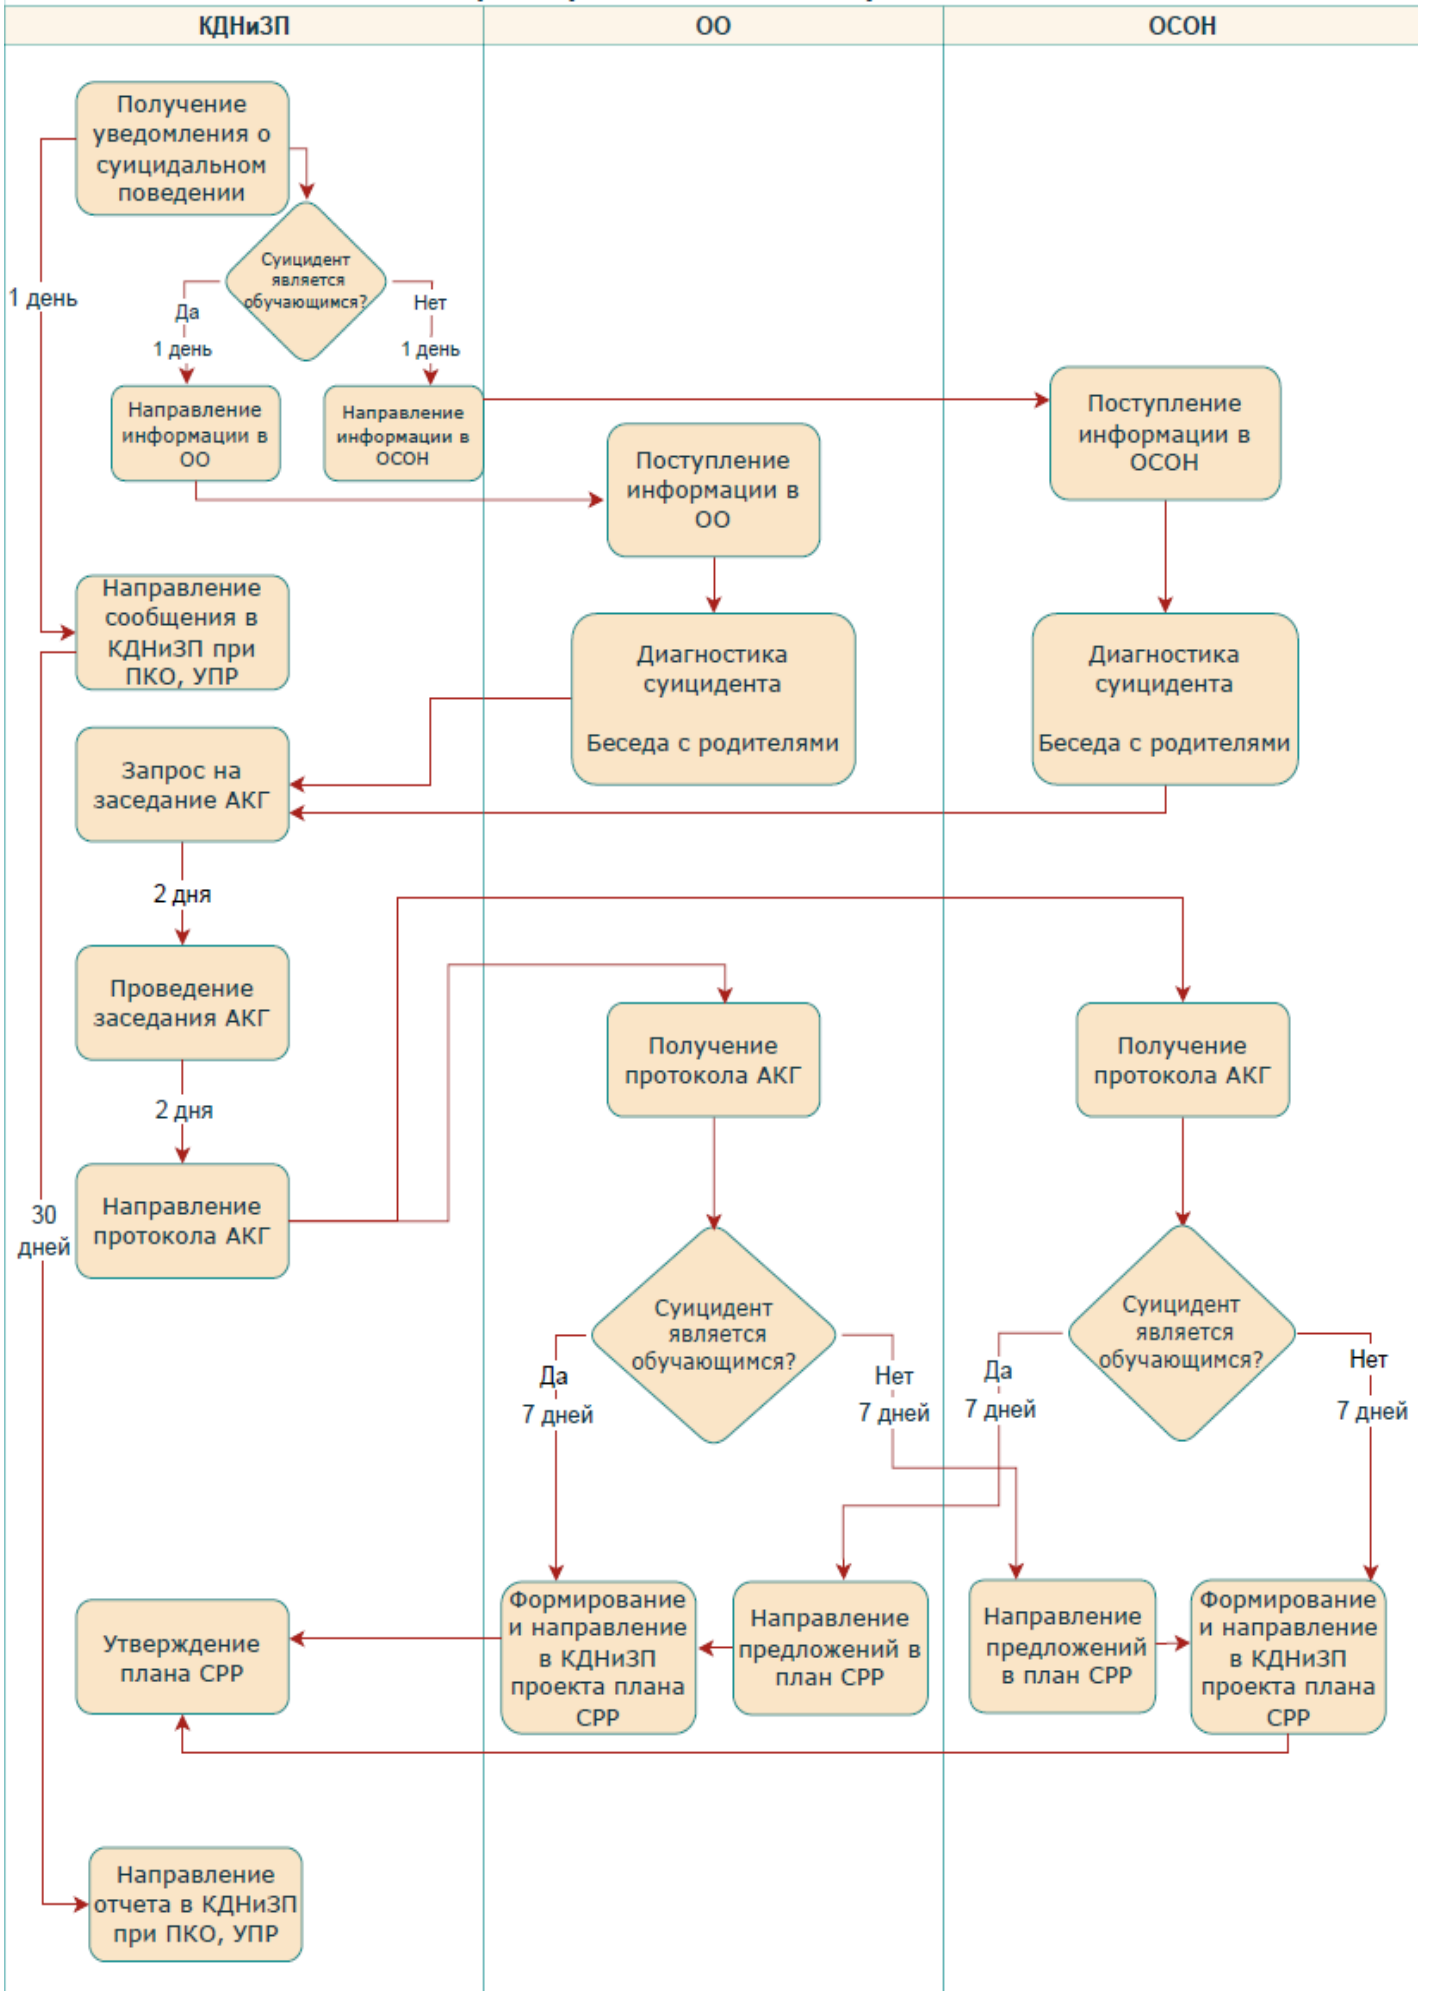 КДНиЗП
ОО
ОСОН
Получение
уведомления о
суицидальном
поведении
Суицидент
является
обучающимся?
1 день
Да
Нет
1 день
1 день
Направление
информации в
ОО
Направление
информации в
ОСОН
Поступление
информации в
ОО
Поступление
информации в
ОСОН
Направление
сообщения в
КДНиЗП при
ПКО, УПР
Диагностика
суицидента
Беседа с родителями
Диагностика
суицидента
Беседа с родителями
Запрос на
заседание АКГ
2 дня
Проведение
заседания АКГ
2 дня
Получение
протокола АКГ
Получение
протокола АКГ
Направление
протокола АКГ
30
дней
Суицидент
является
обучающимся?
Суицидент
является
обучающимся?
Да
7 дней
Нет
7 дней
Да
7 дней
Нет
7 дней
Утверждение
плана СРР
Формирование
и направление
в КДНиЗП
проекта плана
СРР
Направление
предложений в
план СРР
Направление
предложений
в план СРР
Формирование
и направление
в КДНиЗП
проекта плана
СРР
Направление
отчета в КДНиЗП
при ПКО, УПР